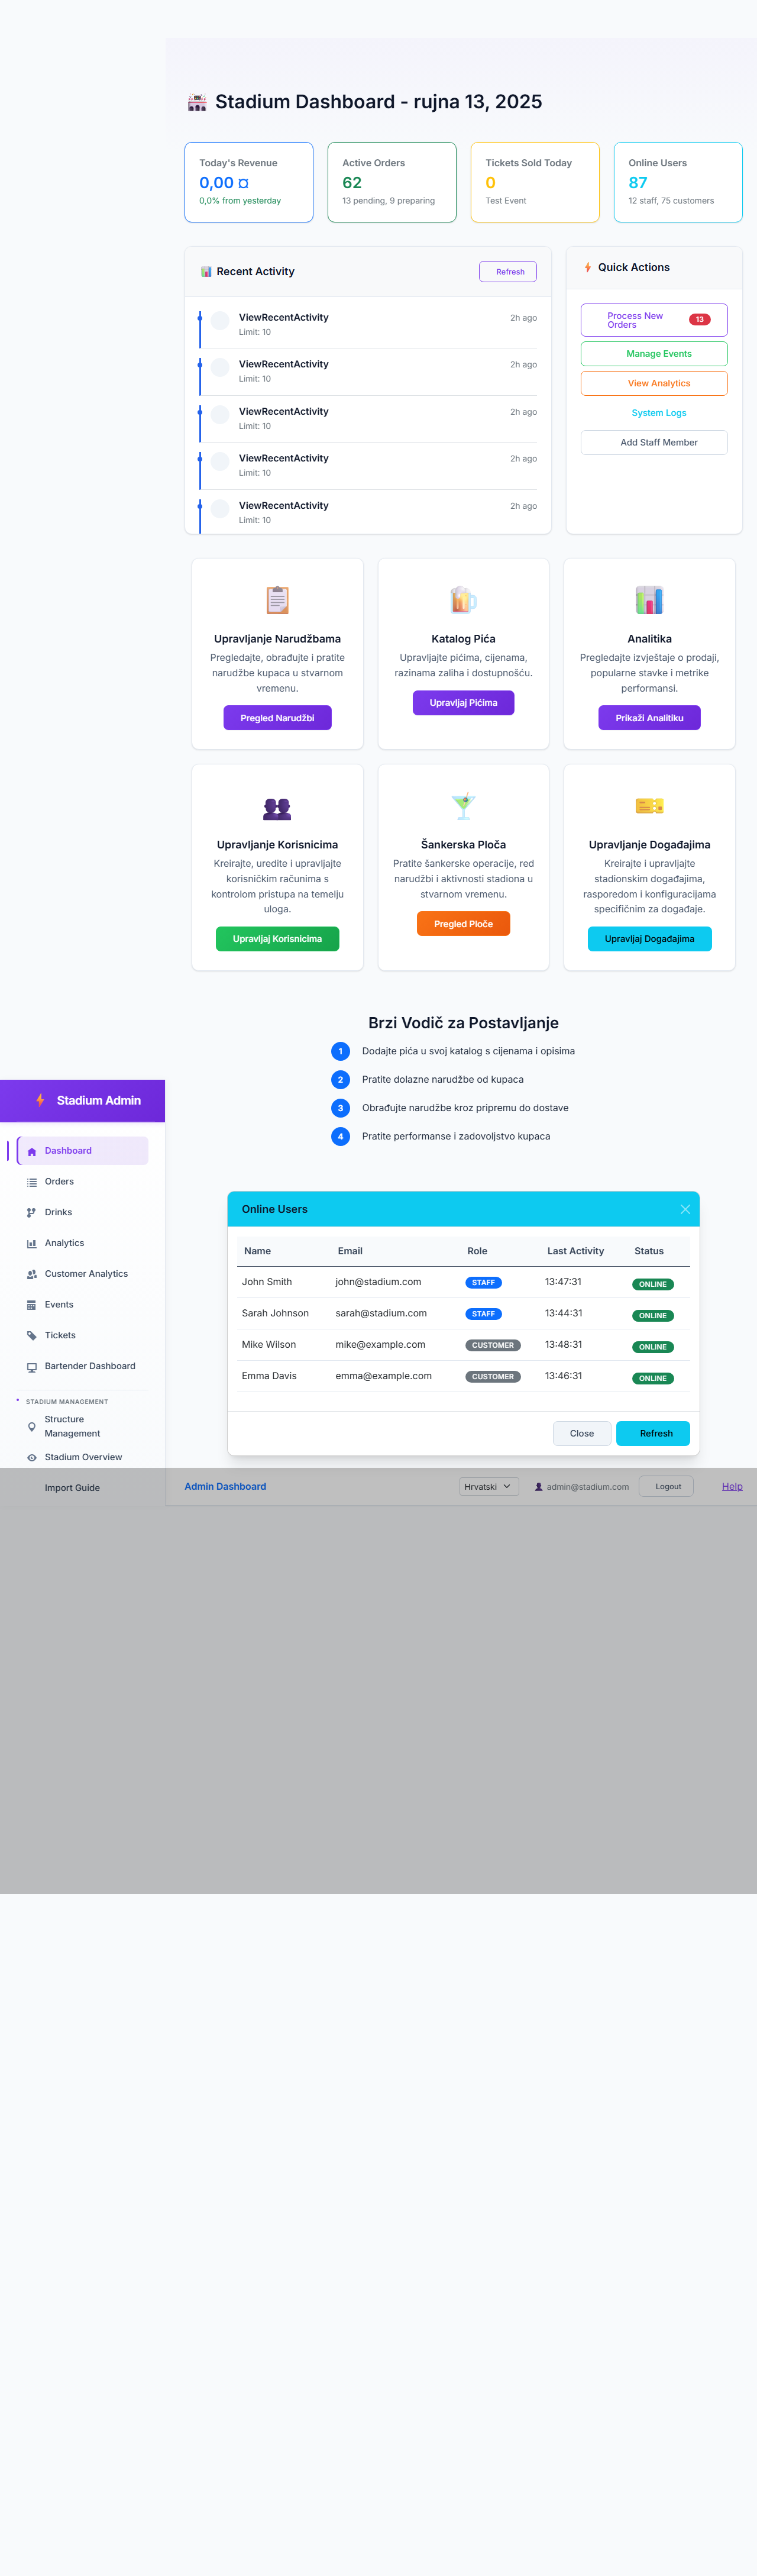 Stadium Dashboard - rujna 13, 2025
Today's Revenue
0,00 ¤
0,0% from yesterday
Active Orders
62
13 pending, 9 preparing
Tickets Sold Today
0
Test Event
Online Users
87
12 staff, 75 customers
Recent Activity
Refresh
ViewRecentActivity
2h ago
Limit: 10
ViewRecentActivity
2h ago
Limit: 10
ViewRecentActivity
2h ago
Limit: 10
ViewRecentActivity
2h ago
Limit: 10
ViewRecentActivity
2h ago
Limit: 10
Quick Actions
Process New
Orders
13
Manage Events
View Analytics
System Logs
Add Staff Member
Upravljanje Narudžbama
Pregledajte, obrađujte i pratite
narudžbe kupaca u stvarnom
vremenu.
Pregled Narudžbi
Katalog Pića
Upravljajte pićima, cijenama,
razinama zaliha i dostupnošću.
Upravljaj Pićima
Analitika
Pregledajte izvještaje o prodaji,
popularne stavke i metrike
performansi.
Prikaži Analitiku
Upravljanje Korisnicima
Kreirajte, uredite i upravljajte
korisničkim računima s
kontrolom pristupa na temelju
uloga.
Upravljaj Korisnicima
Šankerska Ploča
Pratite šankerske operacije, red
narudžbi i aktivnosti stadiona u
stvarnom vremenu.
Pregled Ploče
Upravljanje Događajima
Kreirajte i upravljajte
stadionskim događajima,
rasporedom i konfiguracijama
specifičnim za događaje.
Upravljaj Događajima
Brzi Vodič za Postavljanje
1 Dodajte pića u svoj katalog s cijenama i opisima
2 Pratite dolazne narudžbe od kupaca
3 Obrađujte narudžbe kroz pripremu do dostave
4 Pratite performanse i zadovoljstvo kupaca
Stadium Admin
Dashboard
Orders
Drinks
Analytics
Customer Analytics
Events
Tickets
Bartender Dashboard
STADIUM MANAGEMENT
Structure
Management
Stadium Overview
Import Guide
Online Users
Name Email Role Last Activity Status
John Smith john@stadium.com STAFF 13:47:31 ONLINE
Sarah Johnson sarah@stadium.com STAFF 13:44:31 ONLINE
Mike Wilson mike@example.com CUSTOMER 13:48:31 ONLINE
Emma Davis emma@example.com CUSTOMER 13:46:31 ONLINE
Close
Refresh
Admin Dashboard
Hrvatski
admin@stadium.com
Logout
Help